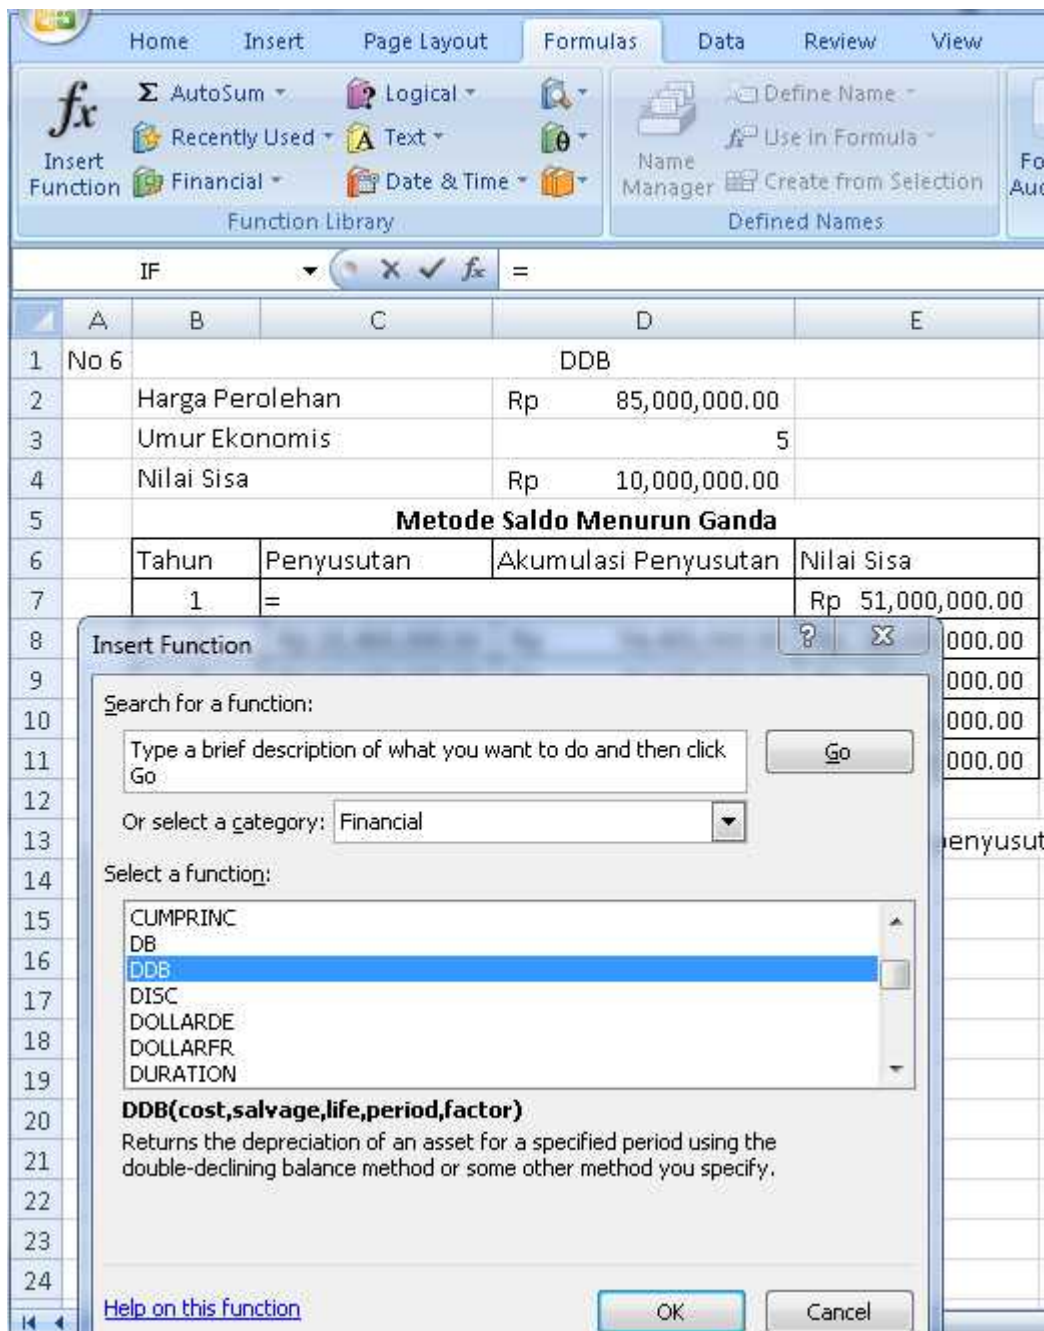 Home Insert Page Layout Formulas Data Review View
fx Σ AutoSum Logical Define Name
Recently Used Text Use in Formula
Insert Function Financial Date & Time Name Manager Create from Selection Fo Auc
Function Library Defined Names
IF fx =
A B C D E
1 No 6 DDB
2 Harga Perolehan Rp 85,000,000.00
3 Umur Ekonomis 5
4 Nilai Sisa Rp 10,000,000.00
5 Metode Saldo Menurun Ganda
6 Tahun Penyusutan Akumulasi Penyusutan Nilai Sisa
7 1 = Rp 51,000,000.00
8 Insert Function 000.00
9 000.00
Search for a function:
10 000.00
11 Type a brief description of what you want to do and then click Go Go 000.00
12
Or select a category: Financial
13 penyusut
14 Select a function:
15 CUMPRINC
DB
16 DDB
17 DISC
18 DOLLARDE
DOLLARFR
19 DURATION
20 DDB(cost,salvage,life,period,factor)
21 Returns the depreciation of an asset for a specified period using the
double-declining balance method or some other method you specify.
22
23
24
Help on this function OK Cancel